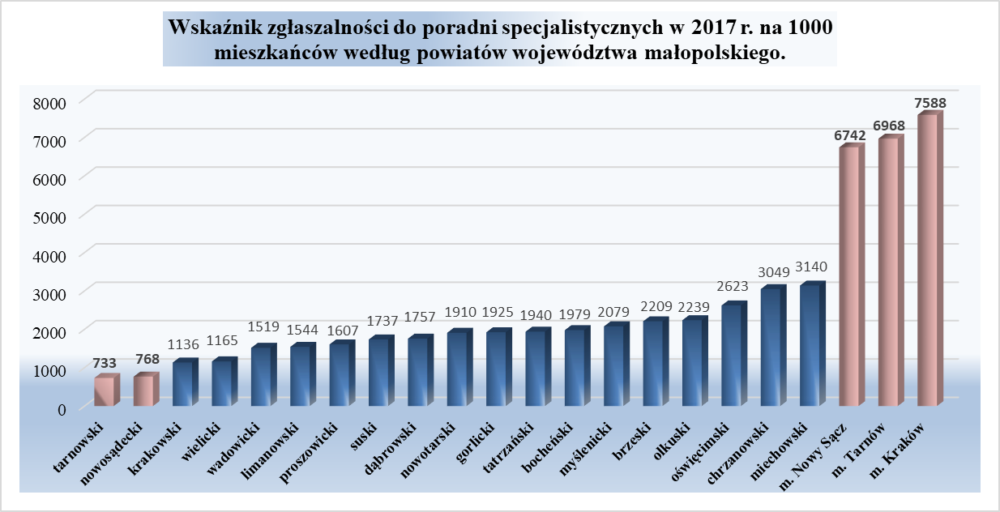 Wskaźnik zgłaszalności do poradni specjalistycznych w 2017 r. na 1000
mieszkańców według powiatów województwa małopolskiego.
8000
7000
6000
5000
4000
3000
2000
1000
0
733
768
1136
1165
1519
1544
1607
1737
1757
1910
1925
1940
1979
2079
2209
2239
2623
3049
3140
6742
6968
7588
tarnowski
nowosądecki
krakowski
wielicki
wadowicki
limanowski
proszowicki
suski
dąbrowski
nowotarski
gorlicki
tatrzański
bocheński
myślenicki
brzeski
olkuski
oświęcimski
chrzanowski
miechowski
m. Nowy Sącz
m. Tarnów
m. Kraków